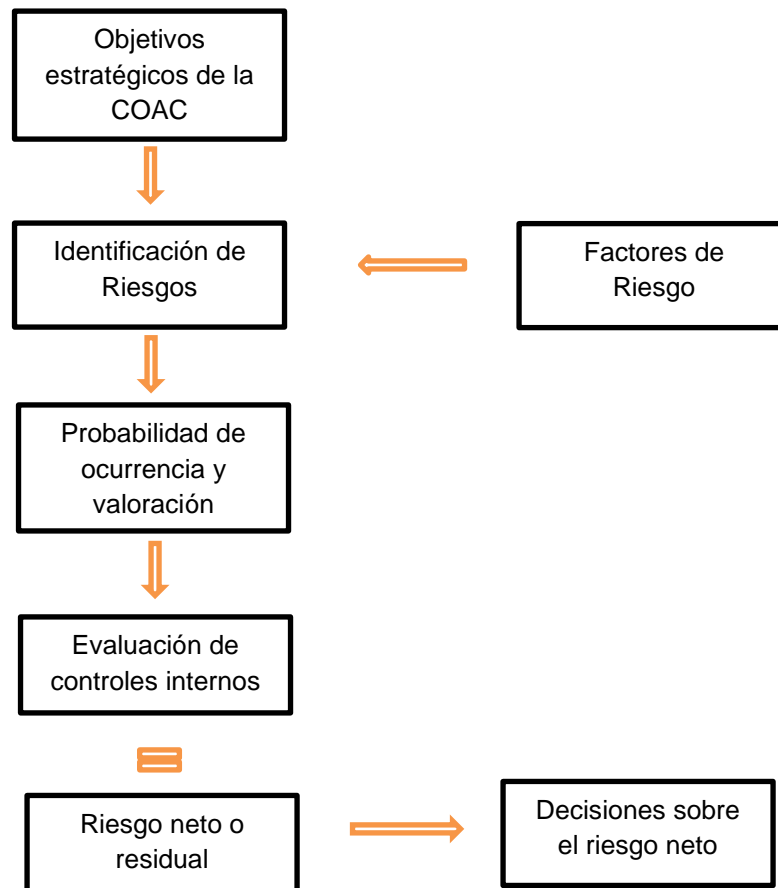 Objetivos
estratégicos de la
COAC
Identificación de
Riesgos
Factores de
Riesgo
Probabilidad de
ocurrencia y
valoración
Evaluación de
controles internos
Riesgo neto o
residual
Decisiones sobre
el riesgo neto